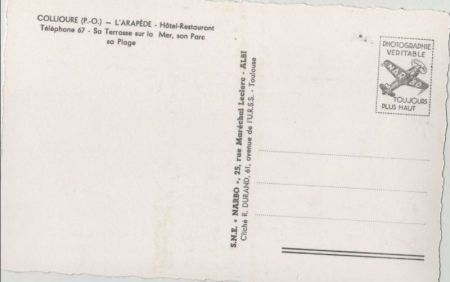 COLLIOURE (P.-O.) — L'ARAPÈDE - Hôtel-Restaurant
Téléphone 67 - Sa Terrasse sur la Mer, son Parc
sa Plage
S.N.E. « NARBO », 25, rue Maréchal Leclerc - ALBI
Cliché R. DURAND, 61, avenue de l'U.R.S.S. - Toulouse
PHOTOGRAPHIE
VÉRITABLE
NARBO
TOUJOURS
PLUS HAUT